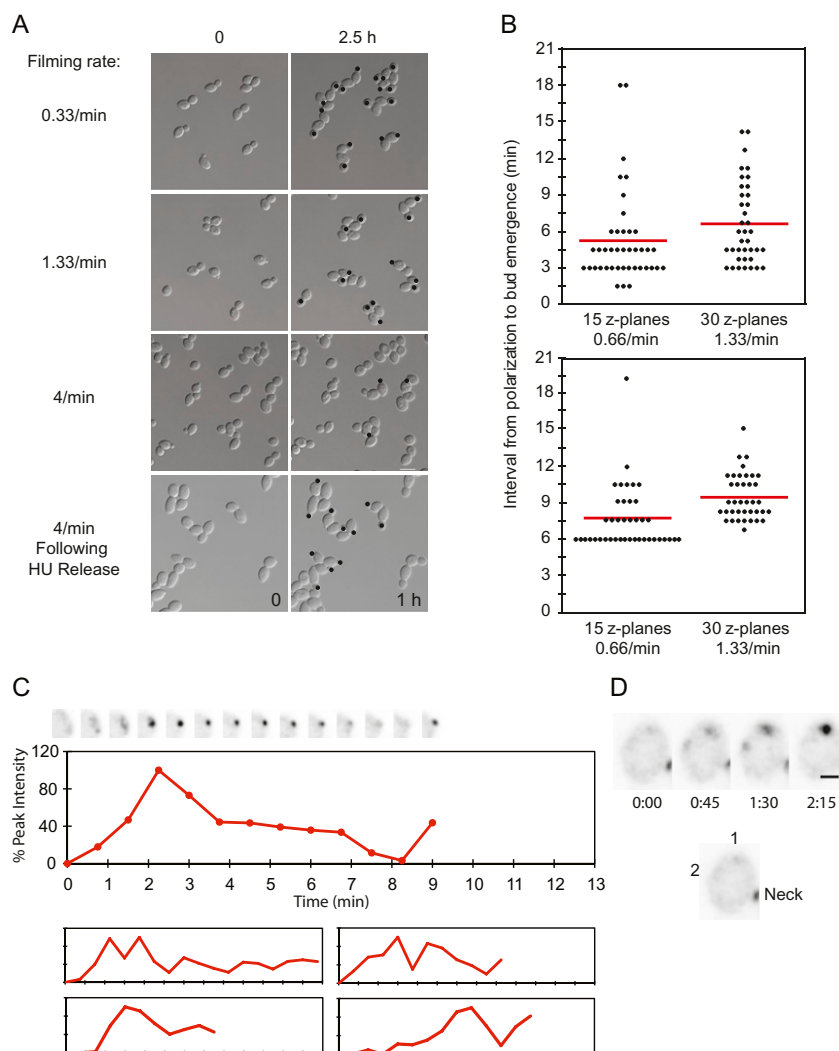 A
0
2.5 h
Filming rate:
0.33/min
1.33/min
4/min
4/min
Following
HU Release
0
1 h
B
Interval from polarization to bud emergence (min)
21
18
15
12
9
6
3
0
15 z-planes
0.66/min
30 z-planes
1.33/min
21
18
15
12
9
6
3
0
15 z-planes
0.66/min
30 z-planes
1.33/min
C
% Peak Intensity
120
80
40
0
0 1 2 3 4 5 6 7 8 9 10 11 12 13
Time (min)
D
0:00 0:45 1:30 2:15
1
2
Neck